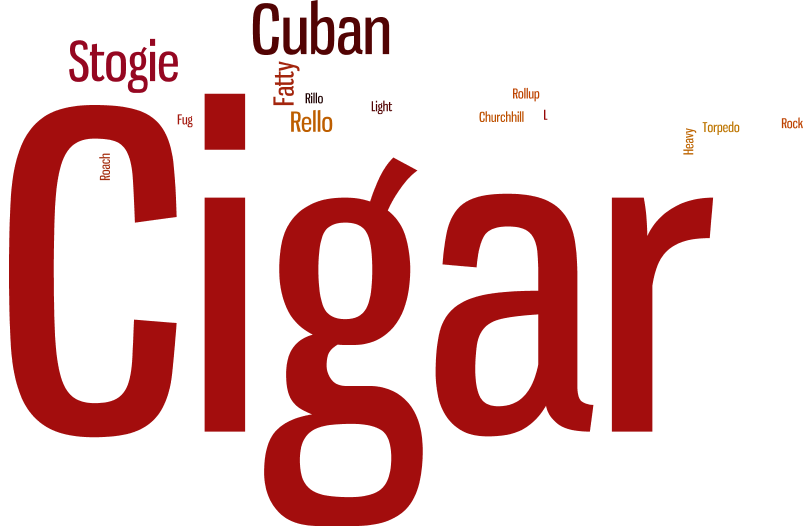 Cuban
Stogie
Fatty
Rillo
Light
Rollup
Fug
Rello
Churchhill
L
Torpedo
Rock
Heavy
Roach
Cigar